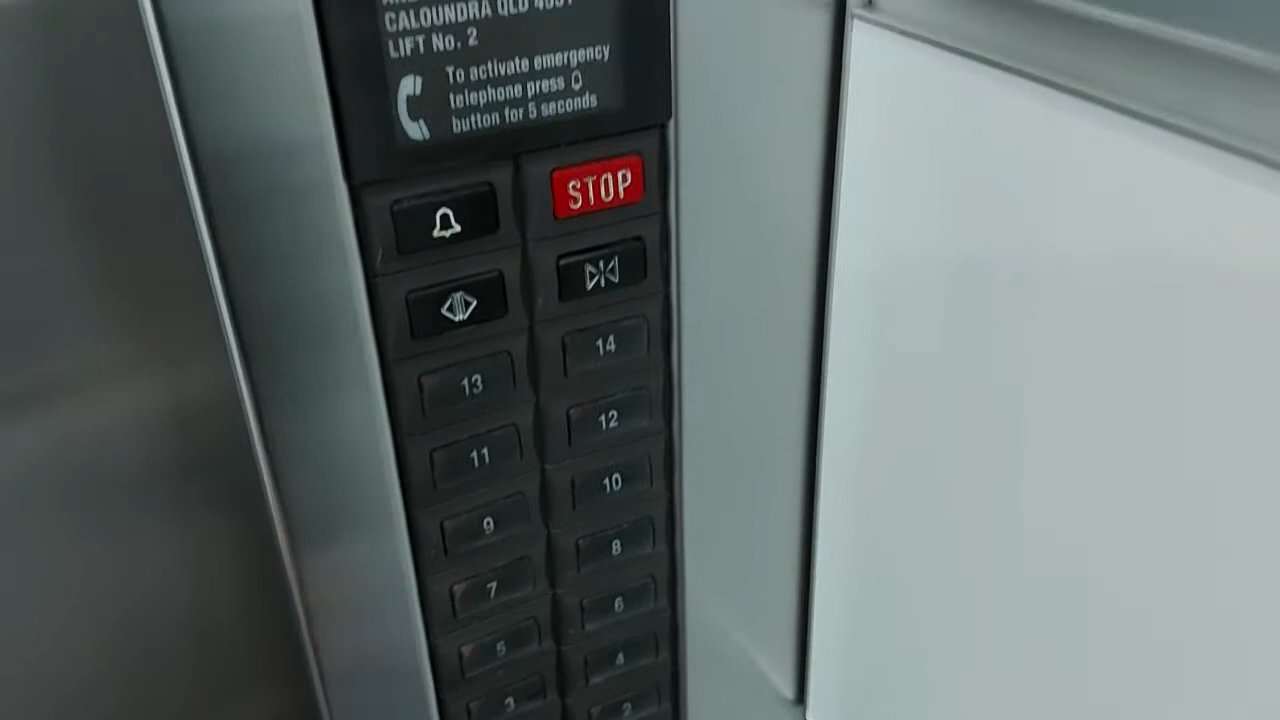 CALOUNDRA QLD
LIFT No. 2
To activate emergency
telephone press
button for 5 seconds
STOP
14
13
12
11
10
9
8
7
6
5
4
3
2